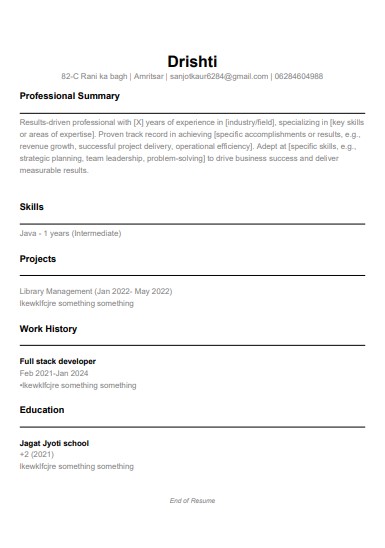 Drishti
82-C Rani ka bagh | Amritsar | sanjotkaur6284@gmail.com | 06284604988
Professional Summary
Results-driven professional with [X] years of experience in [industry/field], specializing in [key skills
or areas of expertise]. Proven track record in achieving [specific accomplishments or results, e.g.,
revenue growth, successful project delivery, operational efficiency]. Adept at [specific skills, e.g.,
strategic planning, team leadership, problem-solving] to drive business success and deliver
measurable results.
Skills
Java - 1 years (Intermediate)
Projects
Library Management (Jan 2022- May 2022)
lkewklfcjre something something
Work History
Full stack developer
Feb 2021-Jan 2024
•lkewklfcjre something something
Education
Jagat Jyoti school
+2 (2021)
lkewklfcjre something something
End of Resume